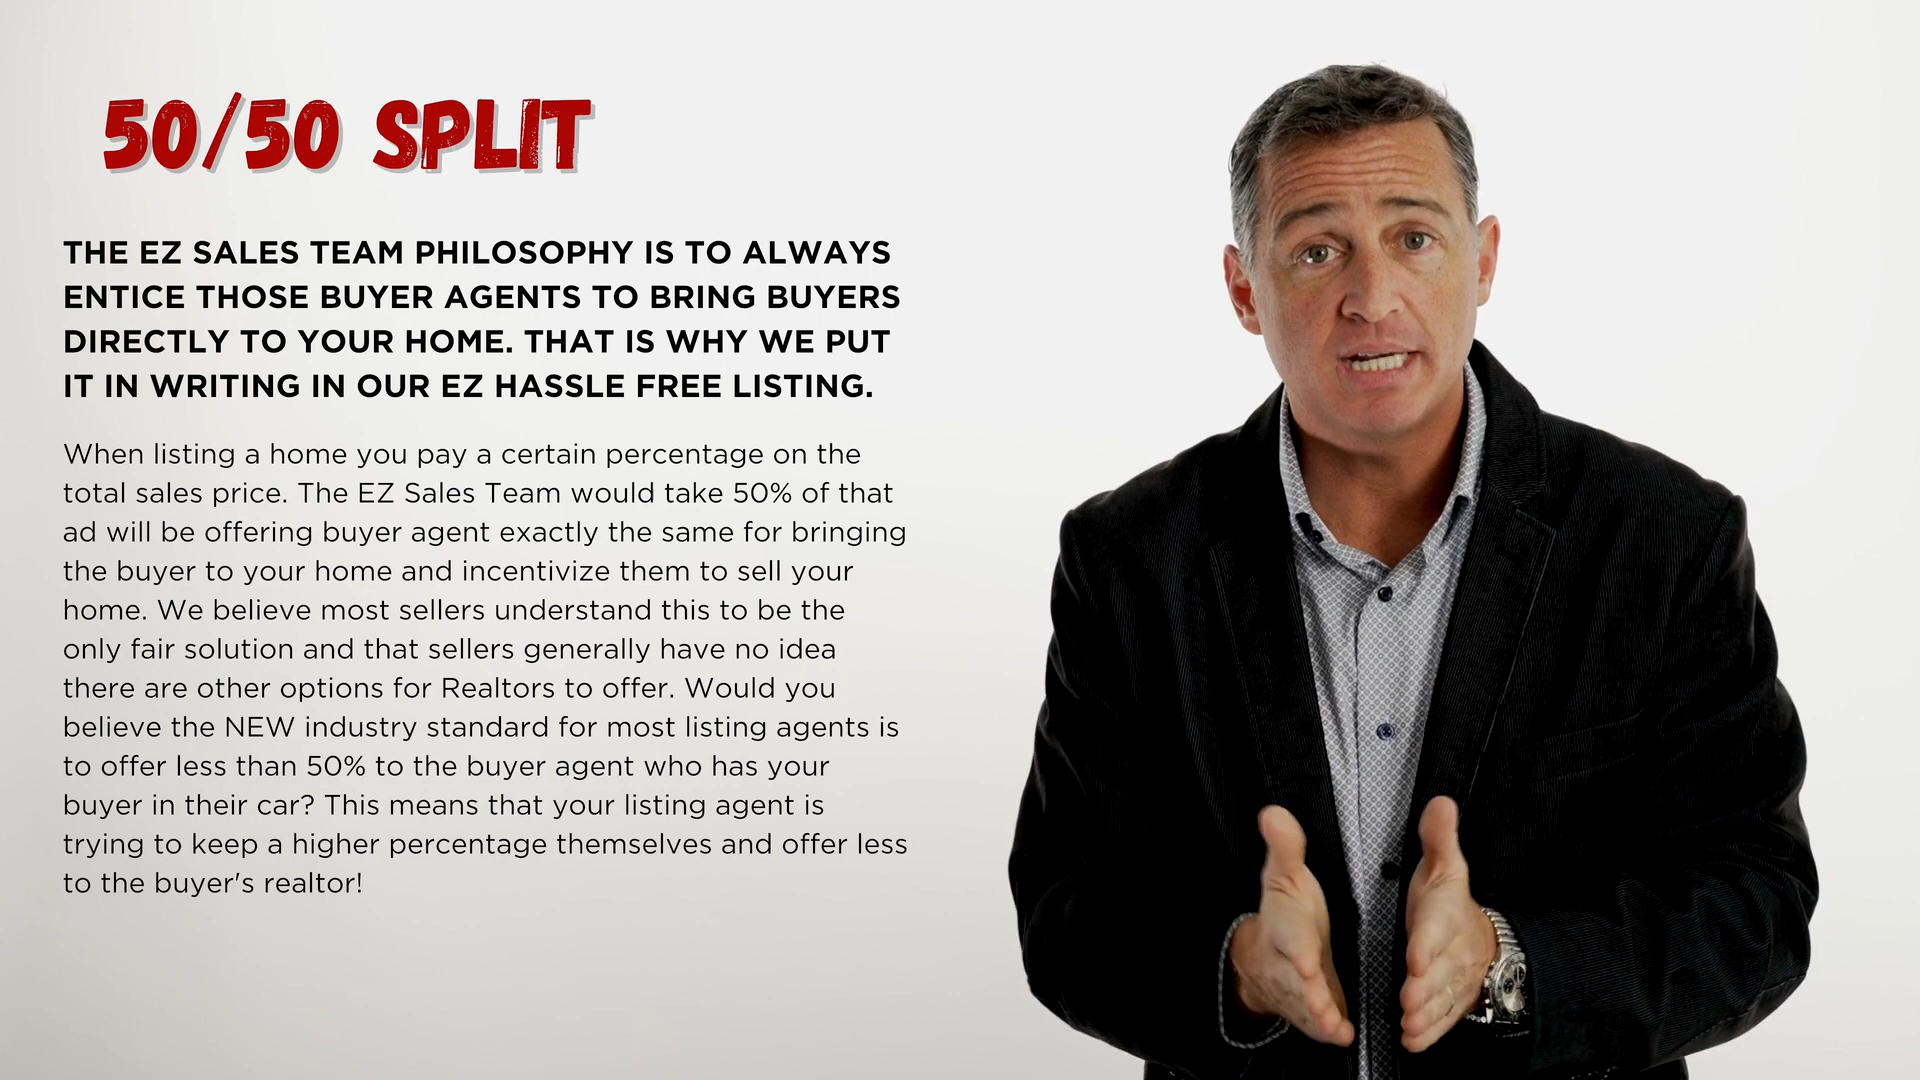 50/50 SPLIT
THE EZ SALES TEAM PHILOSOPHY IS TO ALWAYS
ENTICE THOSE BUYER AGENTS TO BRING BUYERS
DIRECTLY TO YOUR HOME. THAT IS WHY WE PUT
IT IN WRITING IN OUR EZ HASSLE FREE LISTING.
When listing a home you pay a certain percentage on the
total sales price. The EZ Sales Team would take 50% of that
ad will be offering buyer agent exactly the same for bringing
the buyer to your home and incentivize them to sell your
home. We believe most sellers understand this to be the
only fair solution and that sellers generally have no idea
there are other options for Realtors to offer. Would you
believe the NEW industry standard for most listing agents is
to offer less than 50% to the buyer agent who has your
buyer in their car? This means that your listing agent is
trying to keep a higher percentage themselves and offer less
to the buyer's realtor!